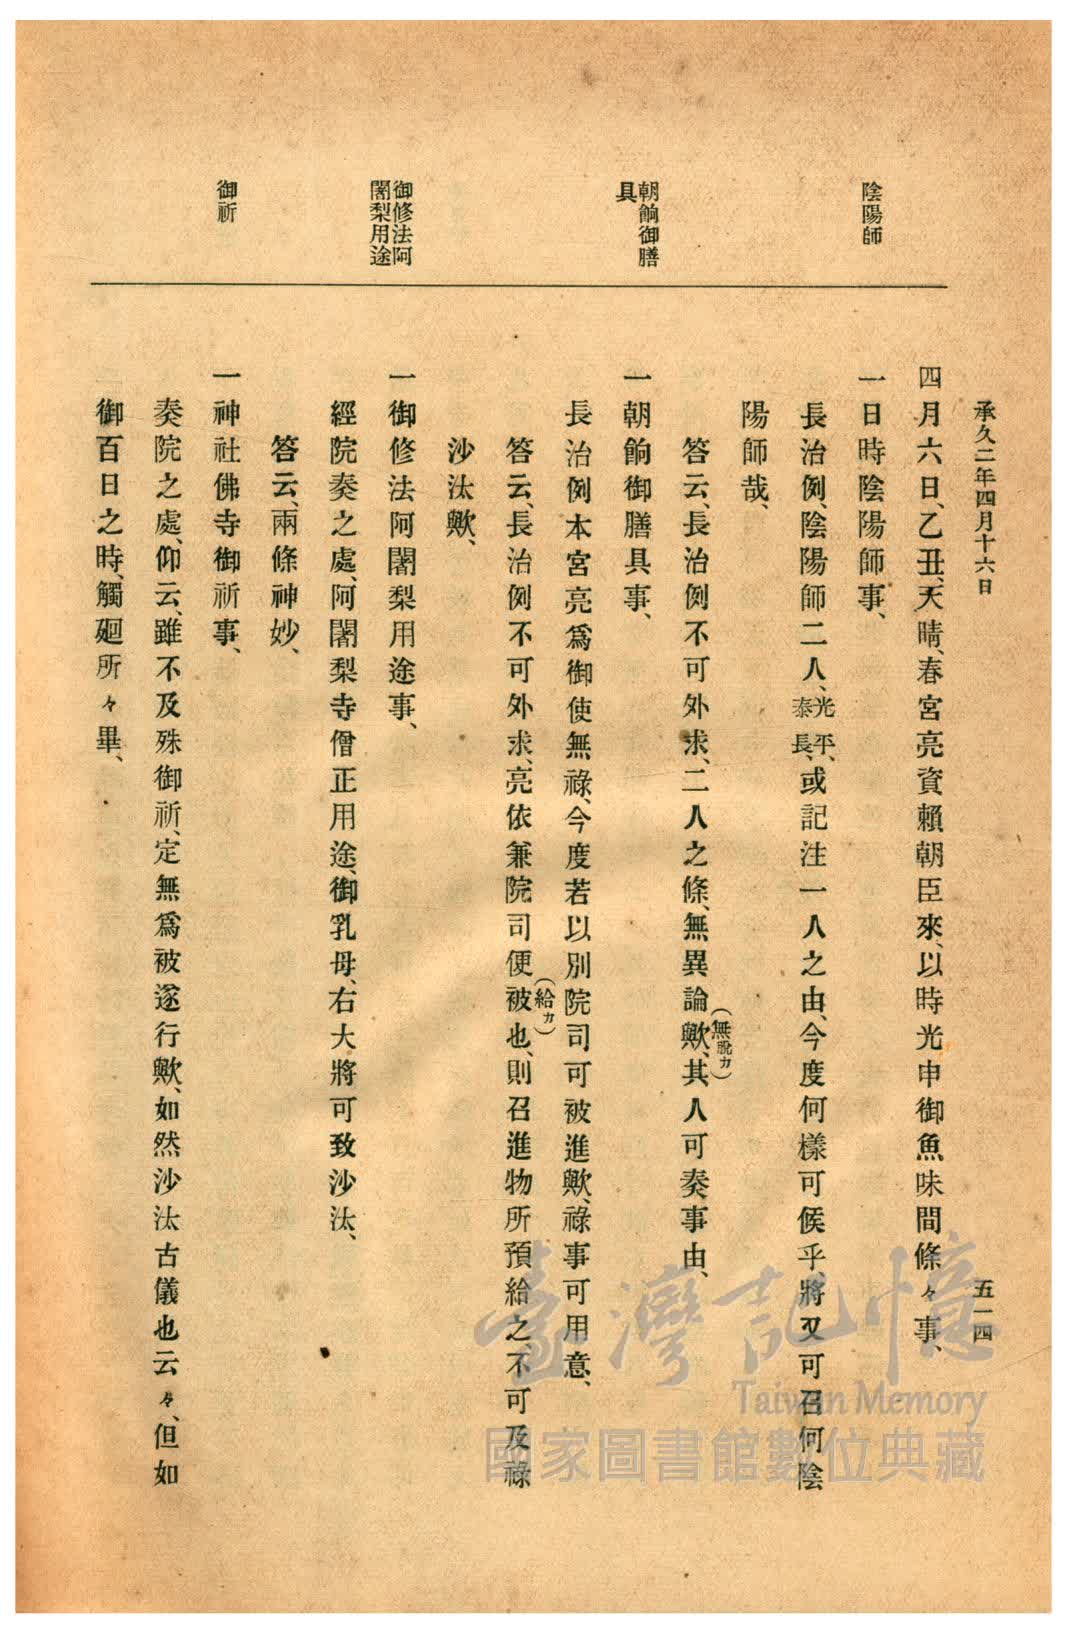 承久二年四月十六日
五一四
陰陽師
朝餉御膳
具
御修法阿
闍梨用途
御祈
四月六日、乙丑、天晴、春宮亮資賴朝臣來、以時光申御魚味間條々事、
一日時陰陽師事、
長治例、陰陽師二人、光平、泰長、或記注一人之由、今度何樣可候乎、將又可召何陰
陽師哉、
(無脫カ)
答云、長治例不可外求、二人之條、無異論歟、其人可奏事由、
一朝餉御膳具事、
長治例本宮亮爲御使無祿、今度若以別院司可被進歟、祿事可用意、
(給カ)
答云、長治例不可外求、亮依兼院司便被也、則召進物所預給之、不可及祿
沙汰歟、
一御修法阿闍梨用途事、
經院奏之處、阿闍梨寺僧正用途、御乳母、右大將可致沙汰、
答云、兩條神妙、
一神社佛寺御祈事、
奏院之處、仰云、雖不及殊御祈、定無爲被遂行歟、如然沙汰古儀也云々、但如
御百日之時、觸廻所々畢、
臺灣記憶
Taiwan Memory
國家圖書館數位典藏